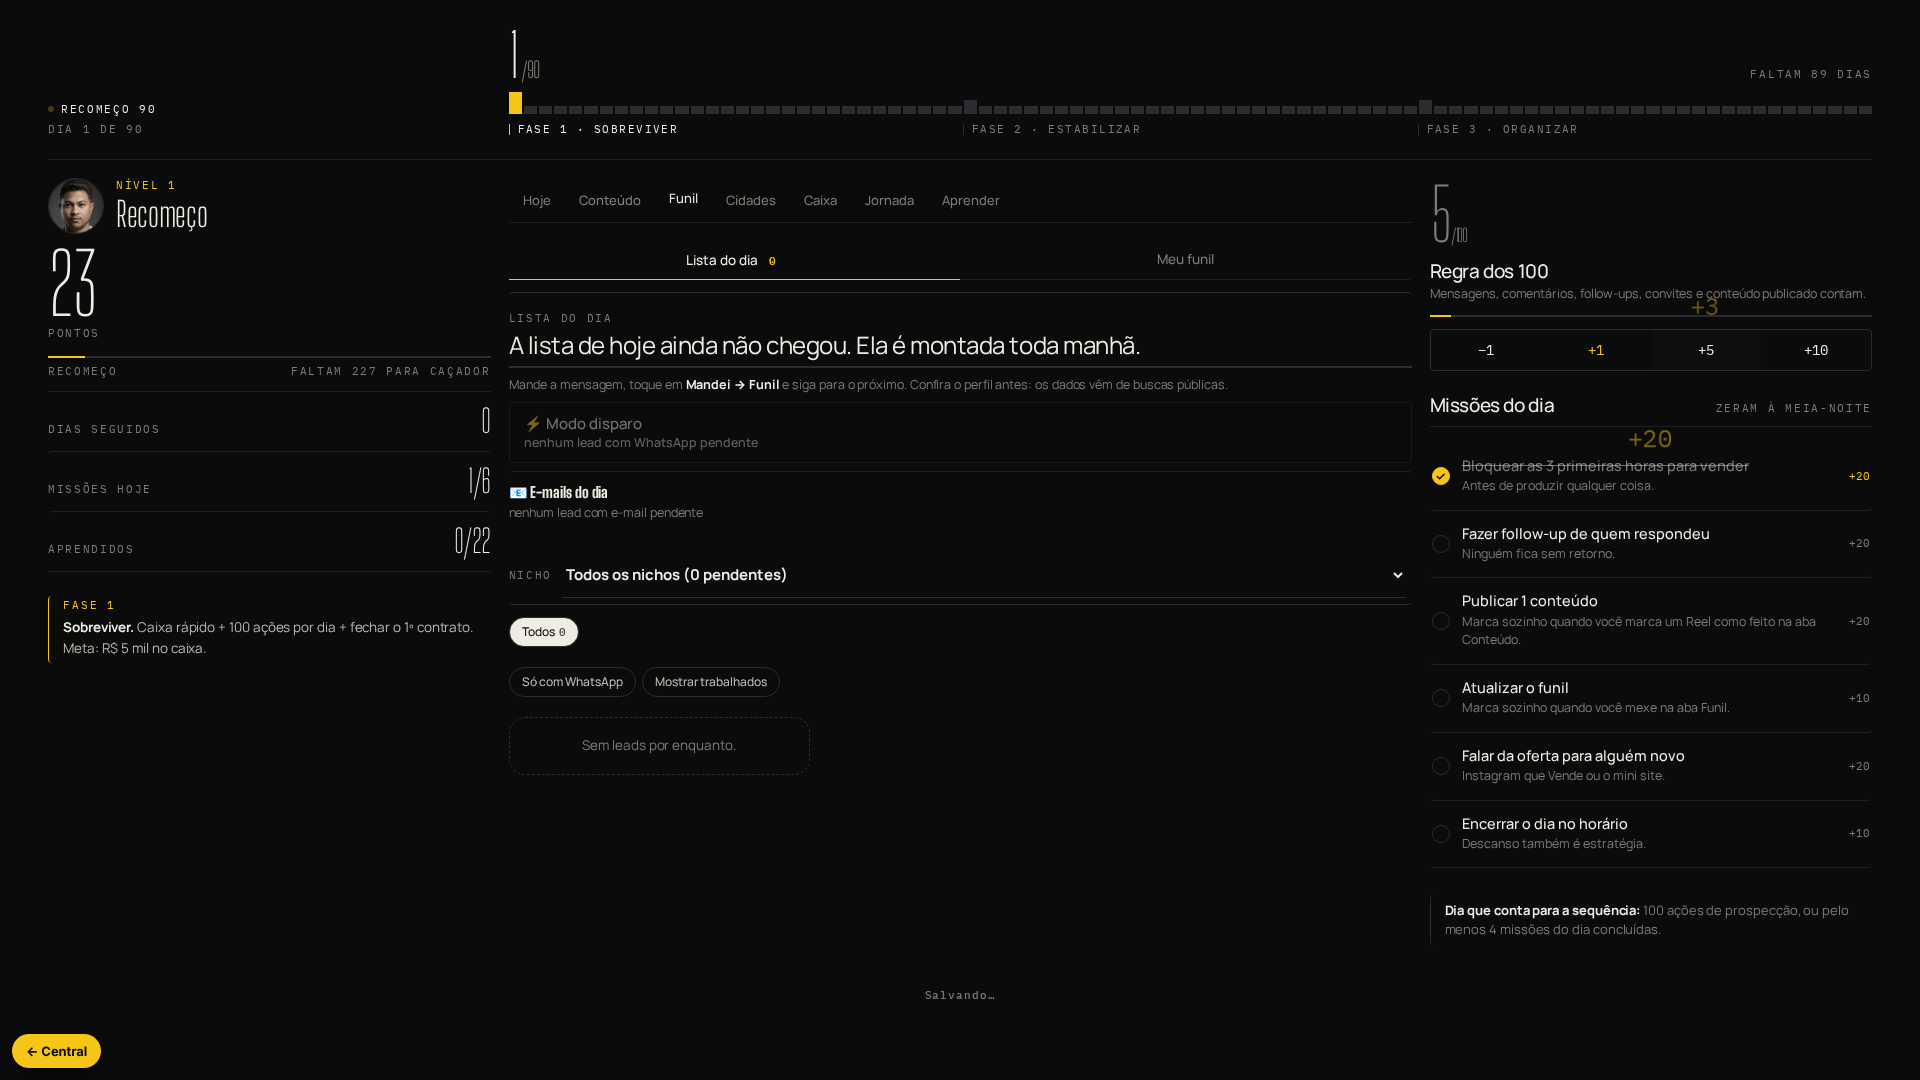 1/90
FALTAM 89 DIAS
RECOMEÇO 90
DIA 1 DE 90
FASE 1 · SOBREVIVER
FASE 2 · ESTABILIZAR
FASE 3 · ORGANIZAR
NÍVEL 1
Recomeço
23
PONTOS
RECOMEÇO
FALTAM 227 PARA CAÇADOR
DIAS SEGUIDOS
0
MISSÕES HOJE
1/6
APRENDIDOS
0/22
FASE 1
Sobreviver. Caixa rápido + 100 ações por dia + fechar o 1º contrato.
Meta: R$ 5 mil no caixa.
Hoje
Conteúdo
Funil
Cidades
Caixa
Jornada
Aprender
Lista do dia 0
Meu funil
LISTA DO DIA
A lista de hoje ainda não chegou. Ela é montada toda manhã.
Mande a mensagem, toque em Mandei → Funil e siga para o próximo. Confira o perfil antes: os dados vêm de buscas públicas.
⚡ Modo disparo
nenhum lead com WhatsApp pendente
📧 E-mails do dia
nenhum lead com e-mail pendente
NICHO
Todos os nichos (0 pendentes)
Todos 0
Só com WhatsApp
Mostrar trabalhados
Sem leads por enquanto.
5/100
Regra dos 100
Mensagens, comentários, follow-ups, convites e conteúdo publicado contam.
+3
−1
+1
+5
+10
Missões do dia
ZERAM À MEIA-NOITE
+20
Bloquear as 3 primeiras horas para vender
Antes de produzir qualquer coisa.
+20
Fazer follow-up de quem respondeu
Ninguém fica sem retorno.
+20
Publicar 1 conteúdo
Marca sozinho quando você marca um Reel como feito na aba
Conteúdo.
+20
Atualizar o funil
Marca sozinho quando você mexe na aba Funil.
+10
Falar da oferta para alguém novo
Instagram que Vende ou o mini site.
+20
Encerrar o dia no horário
Descanso também é estratégia.
+10
Dia que conta para a sequência: 100 ações de prospecção, ou pelo
menos 4 missões do dia concluídas.
Salvando…
← Central